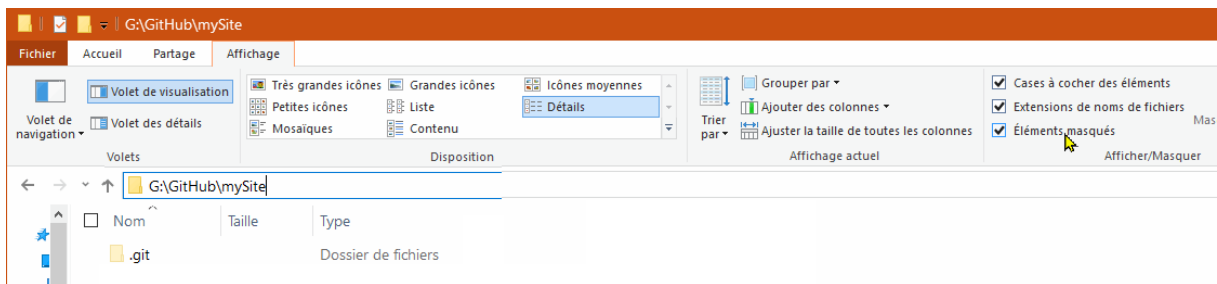 G:\GitHub\mySite
Fichier Accueil Partage Affichage
Volet de navigation
Volet de visualisation
Volet des détails
Volets
Très grandes icônes Grandes icônes Icônes moyennes
Petites icônes Liste Détails
Mosaïques Contenu
Disposition
Trier par
Grouper par
Ajouter des colonnes
Ajuster la taille de toutes les colonnes
Affichage actuel
Cases à cocher des éléments
Extensions de noms de fichiers
Éléments masqués
Mas
Afficher/Masquer
G:\GitHub\mySite
Nom Taille Type
.git Dossier de fichiers